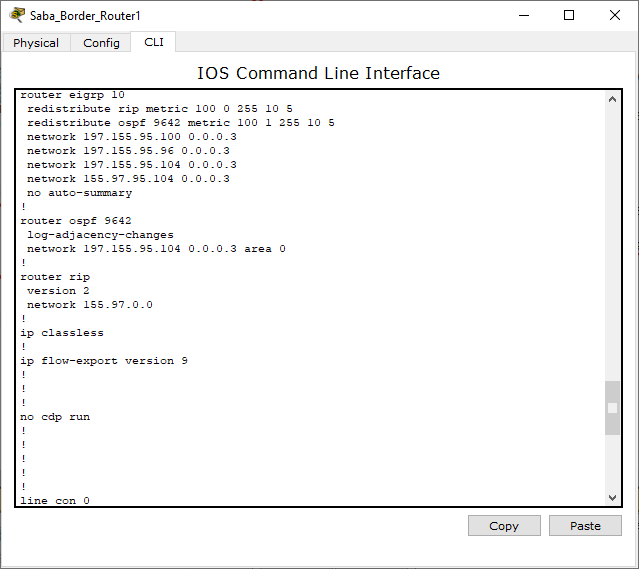 Saba_Border_Router1
Physical Config CLI
IOS Command Line Interface
router eigrp 10
 redistribute rip metric 100 0 255 10 5
 redistribute ospf 9642 metric 100 1 255 10 5
 network 197.155.95.100 0.0.0.3
 network 197.155.95.96 0.0.0.3
 network 197.155.95.104 0.0.0.3
 network 155.97.95.104 0.0.0.3
 no auto-summary
!
router ospf 9642
 log-adjacency-changes
 network 197.155.95.104 0.0.0.3 area 0
!
router rip
 version 2
 network 155.97.0.0
!
ip classless
!
ip flow-export version 9
!
!
!
no cdp run
!
!
!
!
!
line con 0
Copy Paste